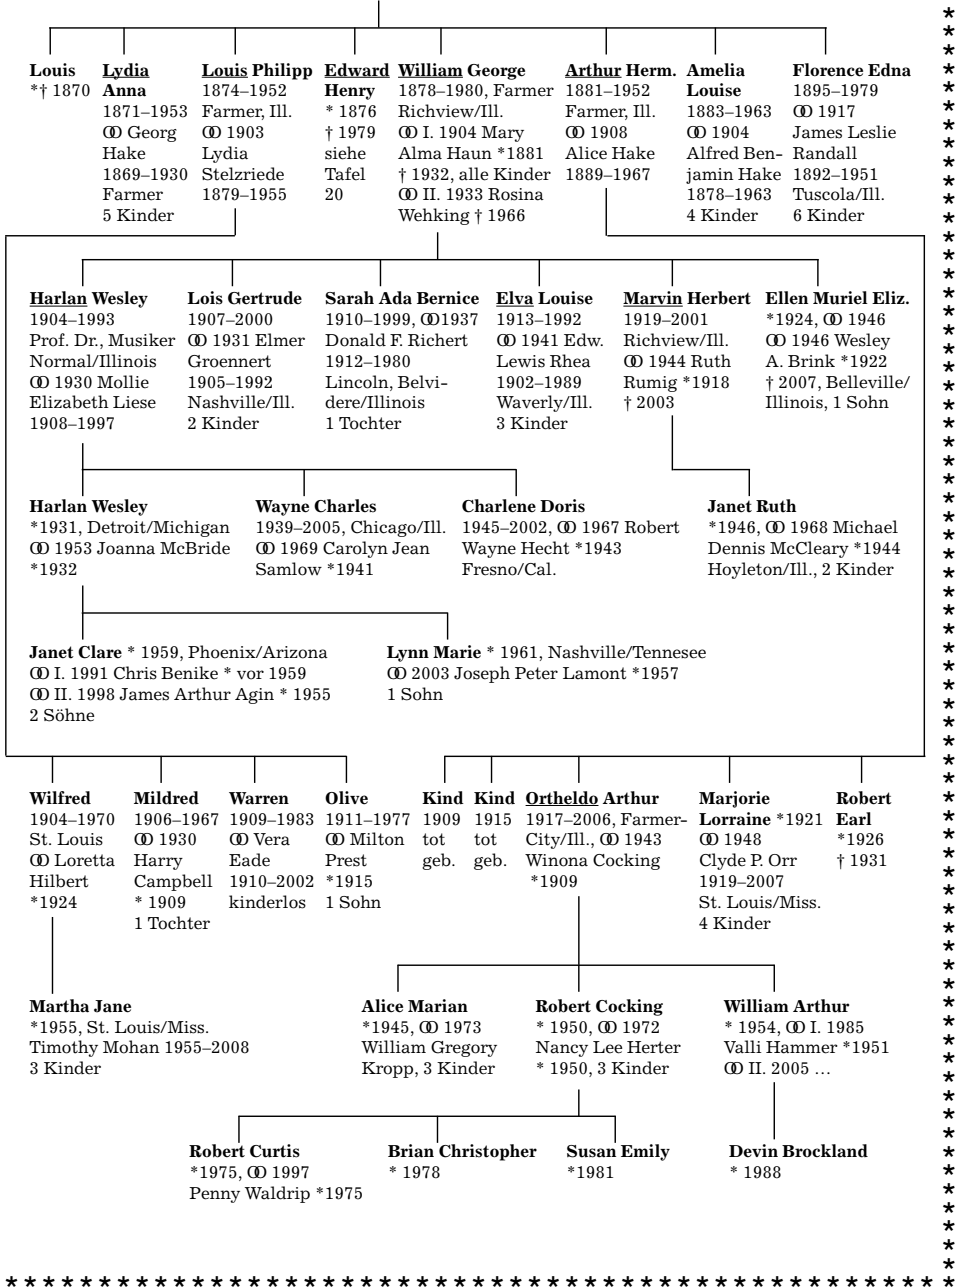 Louis
*† 1870
Lydia
Anna
1871–1953
⚭ Georg
Hake
1869–1930
Farmer
5 Kinder
Louis Philipp
1874–1952
Farmer, Ill.
⚭ 1903
Lydia
Stelzriede
1879–1955
Edward
Henry
* 1876
† 1979
siehe
Tafel
20
William George
1878–1980, Farmer
Richview/Ill.
⚭ I. 1904 Mary
Alma Haun *1881
† 1932, alle Kinder
⚭ II. 1933 Rosina
Wehking † 1966
Arthur Herm.
1881–1952
Farmer, Ill.
⚭ 1908
Alice Hake
1889–1967
Amelia
Louise
1883–1963
⚭ 1904
Alfred Ben-
jamin Hake
1878–1963
4 Kinder
Florence Edna
1895–1979
⚭ 1917
James Leslie
Randall
1892–1951
Tuscola/Ill.
6 Kinder
Harlan Wesley
1904–1993
Prof. Dr., Musiker
Normal/Illinois
⚭ 1930 Mollie
Elizabeth Liese
1908–1997
Lois Gertrude
1907–2000
⚭ 1931 Elmer
Groennert
1905–1992
Nashville/Ill.
2 Kinder
Sarah Ada Bernice
1910–1999, ⚭1937
Donald F. Richert
1912–1980
Lincoln, Belvi-
dere/Illinois
1 Tochter
Elva Louise
1913–1992
⚭ 1941 Edw.
Lewis Rhea
1902–1989
Waverly/Ill.
3 Kinder
Marvin Herbert
1919–2001
Richview/Ill.
⚭ 1944 Ruth
Rumig *1918
† 2003
Ellen Muriel Eliz.
*1924, ⚭ 1946
⚭ 1946 Wesley
A. Brink *1922
† 2007, Belleville/
Illinois, 1 Sohn
Harlan Wesley
*1931, Detroit/Michigan
⚭ 1953 Joanna McBride
*1932
Wayne Charles
1939–2005, Chicago/Ill.
⚭ 1969 Carolyn Jean
Samlow *1941
Charlene Doris
1945–2002, ⚭ 1967 Robert
Wayne Hecht *1943
Fresno/Cal.
Janet Ruth
*1946, ⚭ 1968 Michael
Dennis McCleary *1944
Hoyleton/Ill., 2 Kinder
Janet Clare * 1959, Phoenix/Arizona
⚭ I. 1991 Chris Benike * vor 1959
⚭ II. 1998 James Arthur Agin * 1955
2 Söhne
Lynn Marie * 1961, Nashville/Tennesee
⚭ 2003 Joseph Peter Lamont *1957
1 Sohn
Wilfred
1904–1970
St. Louis
⚭ Loretta
Hilbert
*1924
Mildred
1906–1967
⚭ 1930
Harry
Campbell
* 1909
1 Tochter
Warren
1909–1983
⚭ Vera
Eade
1910–2002
kinderlos
Olive
1911–1977
⚭ Milton
Prest
*1915
1 Sohn
Kind
1909
tot
geb.
Kind
1915
tot
geb.
Ortheldo Arthur
1917–2006, Farmer-
City/Ill., ⚭ 1943
Winona Cocking
*1909
Marjorie
Lorraine *1921
⚭ 1948
Clyde P. Orr
1919–2007
St. Louis/Miss.
4 Kinder
Robert
Earl
*1926
† 1931
Martha Jane
*1955, St. Louis/Miss.
Timothy Mohan 1955–2008
3 Kinder
Alice Marian
*1945, ⚭ 1973
William Gregory
Kropp, 3 Kinder
Robert Cocking
* 1950, ⚭ 1972
Nancy Lee Herter
* 1950, 3 Kinder
William Arthur
* 1954, ⚭ I. 1985
Valli Hammer *1951
⚭ II. 2005 …
Robert Curtis
*1975, ⚭ 1997
Penny Waldrip *1975
Brian Christopher
* 1978
Susan Emily
*1981
Devin Brockland
* 1988